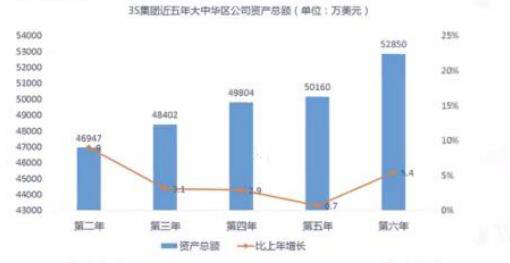 3S集团近五年大中华区公司资产总额（单位：万美元）
54000 25%
53000
52000 20%
51000
50000 15%
49000
48000 10%
47000
46000
45000 5%
44000
43000 0%
46947 48402 49804 50160 52850
3.1 2.9 0.7 5.4
第二年 第三年 第四年 第五年 第六年
资产总额 比上年增长